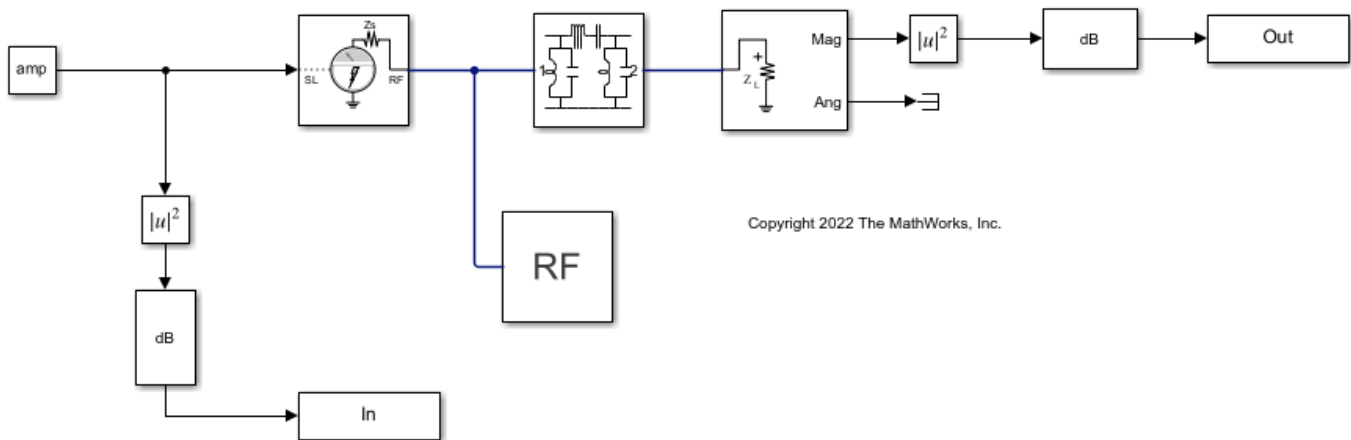 amp
Zs
SL
RF
1
2
+
Z L
Mag
Ang
|u|²
dB
Out
|u|²
dB
In
RF
Copyright 2022 The MathWorks, Inc.